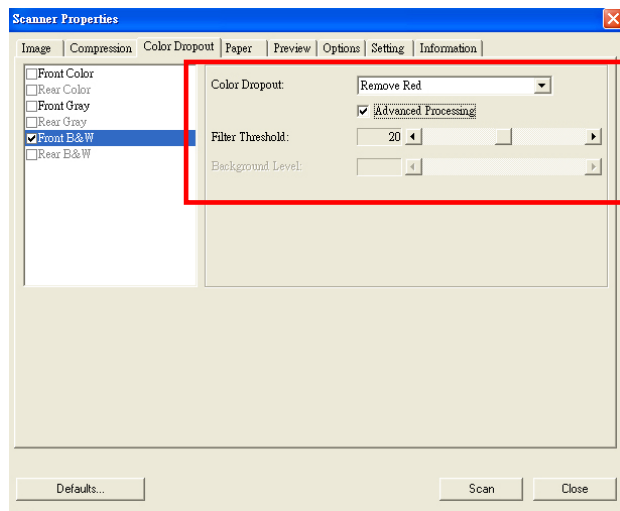 Scanner Properties
Image Compression Color Dropout Paper Preview Options Setting Information
Front Color
Rear Color
Front Gray
Rear Gray
Front B&W
Rear B&W
Color Dropout: Remove Red
Advanced Processing
Filter Threshold: 20
Background Level:
Defaults... Scan Close